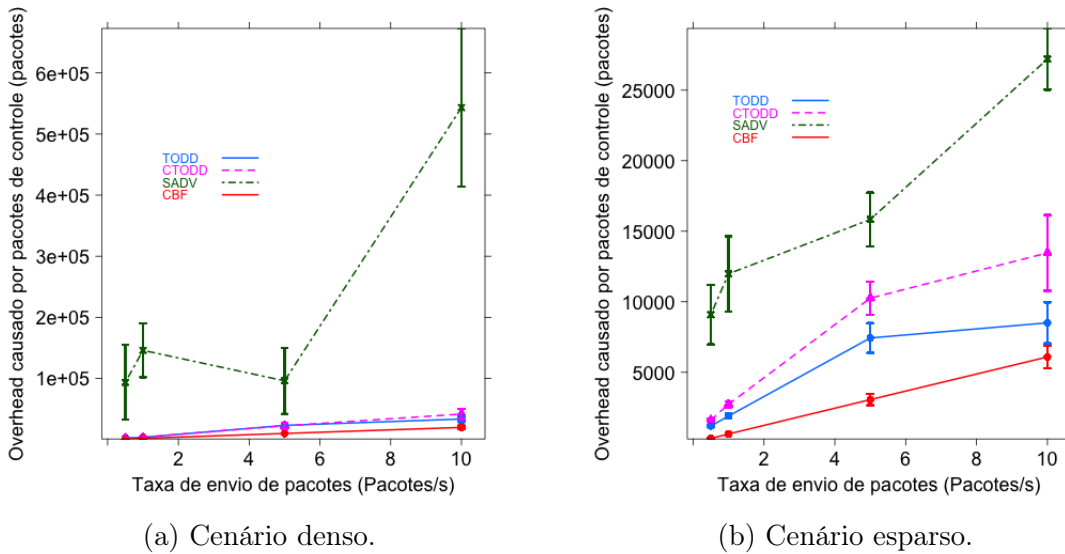 Overhead causado por pacotes de controle (pacotes)
6e+05
5e+05
4e+05
3e+05
2e+05
1e+05
TODD
CTODD
SADV
CBF
2 4 6 8 10
Taxa de envio de pacotes (Pacotes/s)
(a) Cenário denso.
Overhead causado por pacotes de controle (pacotes)
25000
20000
15000
10000
5000
TODD
CTODD
SADV
CBF
2 4 6 8 10
Taxa de envio de pacotes (Pacotes/s)
(b) Cenário esparso.